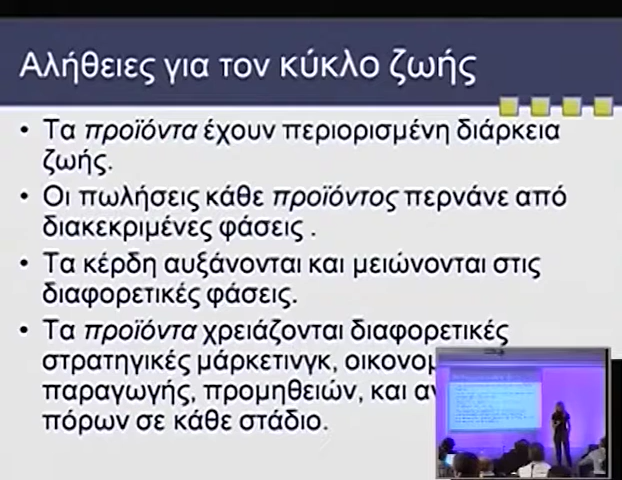 Αλήθειες για τον κύκλο ζωής
• Τα προϊόντα έχουν περιορισμένη διάρκεια
ζωής.
• Οι πωλήσεις κάθε προϊόντος περνάνε από
διακεκριμένες φάσεις .
• Τα κέρδη αυξάνονται και μειώνονται στις
διαφορετικές φάσεις.
• Τα προϊόντα χρειάζονται διαφορετικές
στρατηγικές μάρκετινγκ,
παραγωγής, προμηθειών, και
πόρων σε κάθε στάδιο.